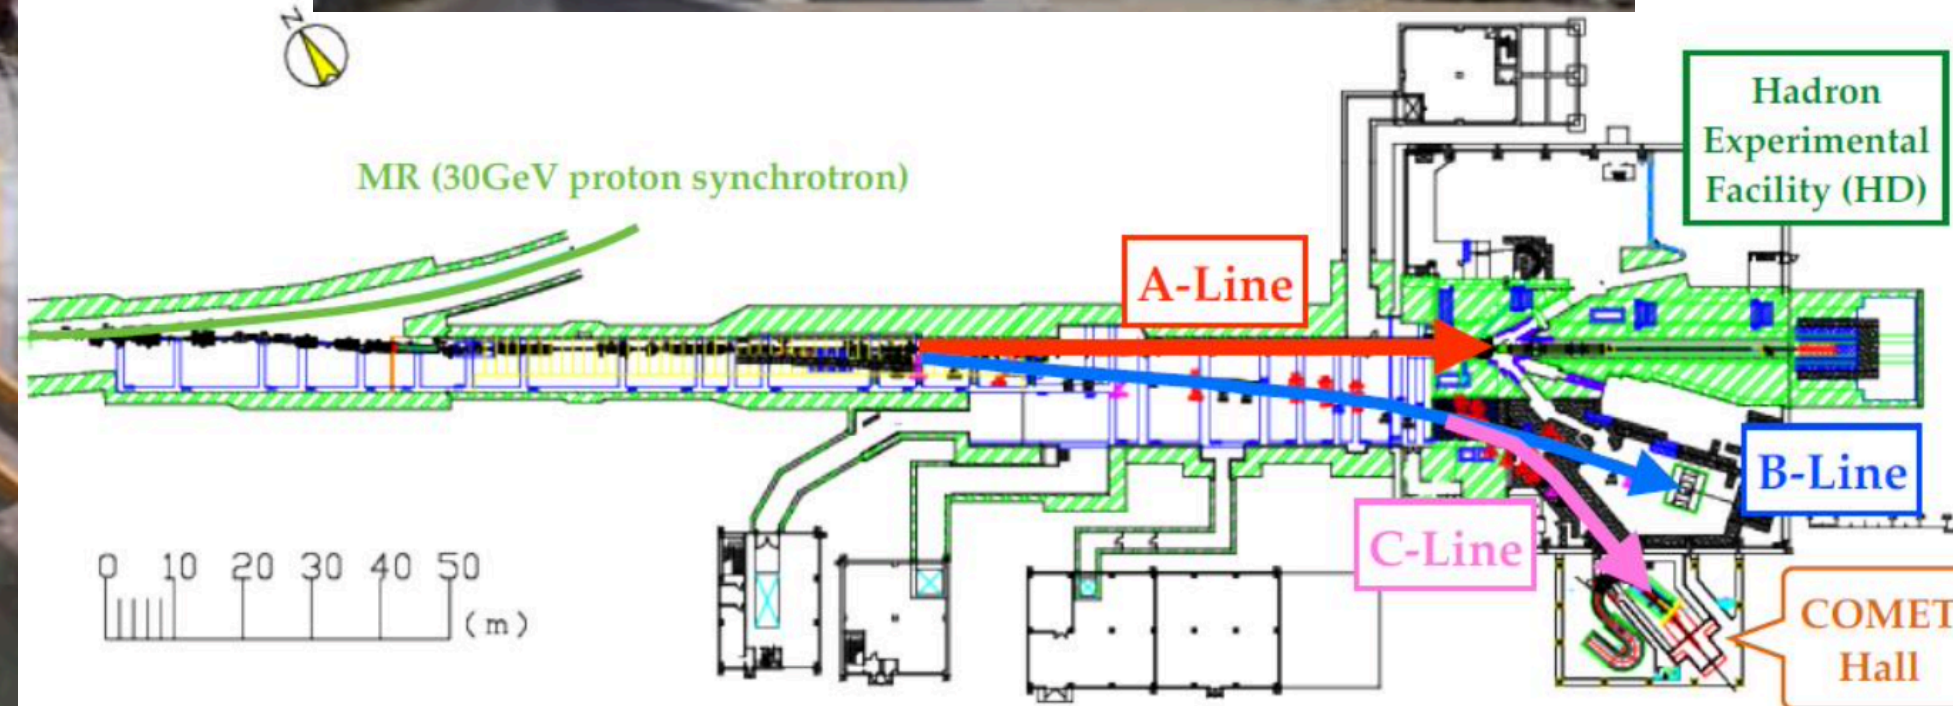 N
Hadron
Experimental
Facility (HD)
MR (30GeV proton synchrotron)
A-Line
B-Line
C-Line
0 10 20 30 40 50
(m)
COMET
Hall